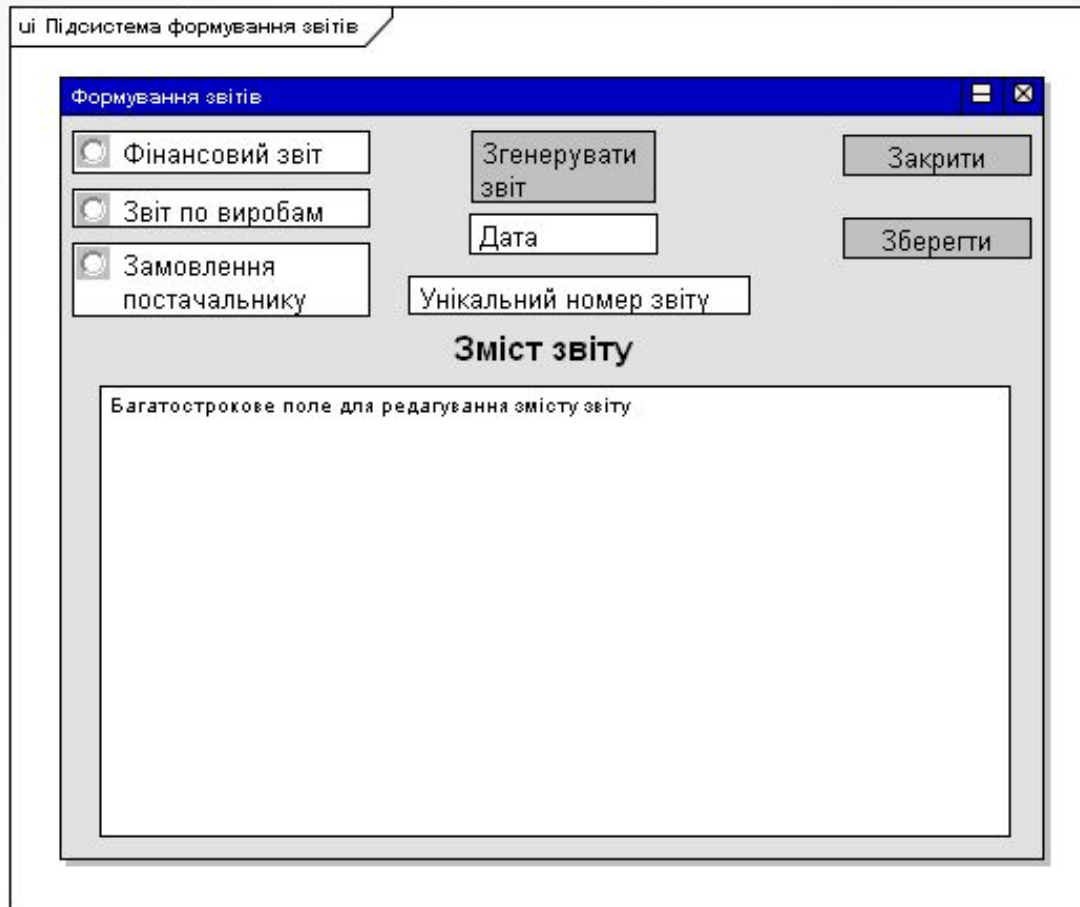 ui Підсистема формування звітів
Формування звітів
Фінансовий звіт
Звіт по виробам
Замовлення
постачальнику
Згенерувати
звіт
Дата
Унікальний номер звіту
Закрити
Зберегти
Зміст звіту
Багатострокове поле для редагування змісту звіту